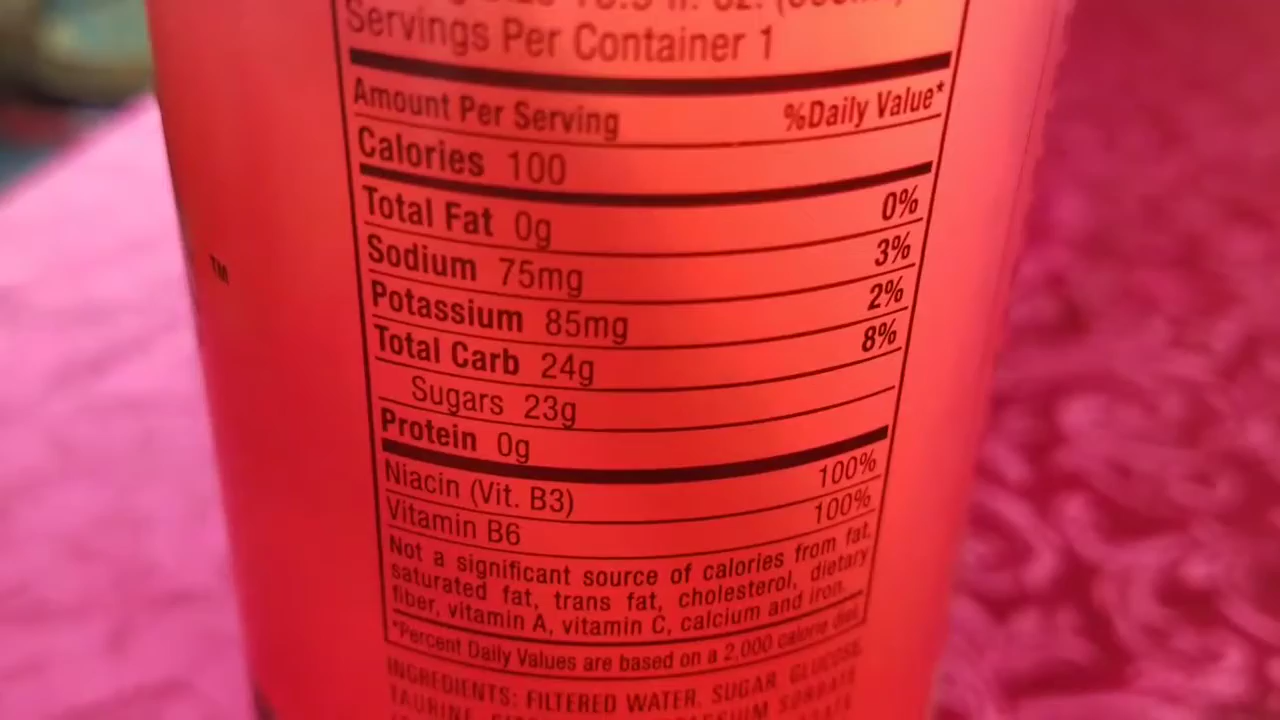 Servings Per Container 1
Amount Per Serving %Daily Value*
Calories 100
Total Fat 0g 0%
Sodium 75mg 3%
Potassium 85mg 2%
Total Carb 24g 8%
Sugars 23g
Protein 0g
Niacin (Vit. B3) 100%
Vitamin B6 100%
Not a significant source of calories from fat,
saturated fat, trans fat, cholesterol, dietary
fiber, vitamin A, vitamin C, calcium and iron.
*Percent Daily Values are based on a 2,000 calorie diet.
INGREDIENTS: FILTERED WATER, SUGAR, GLUCOSE,
TAURINE,
TM